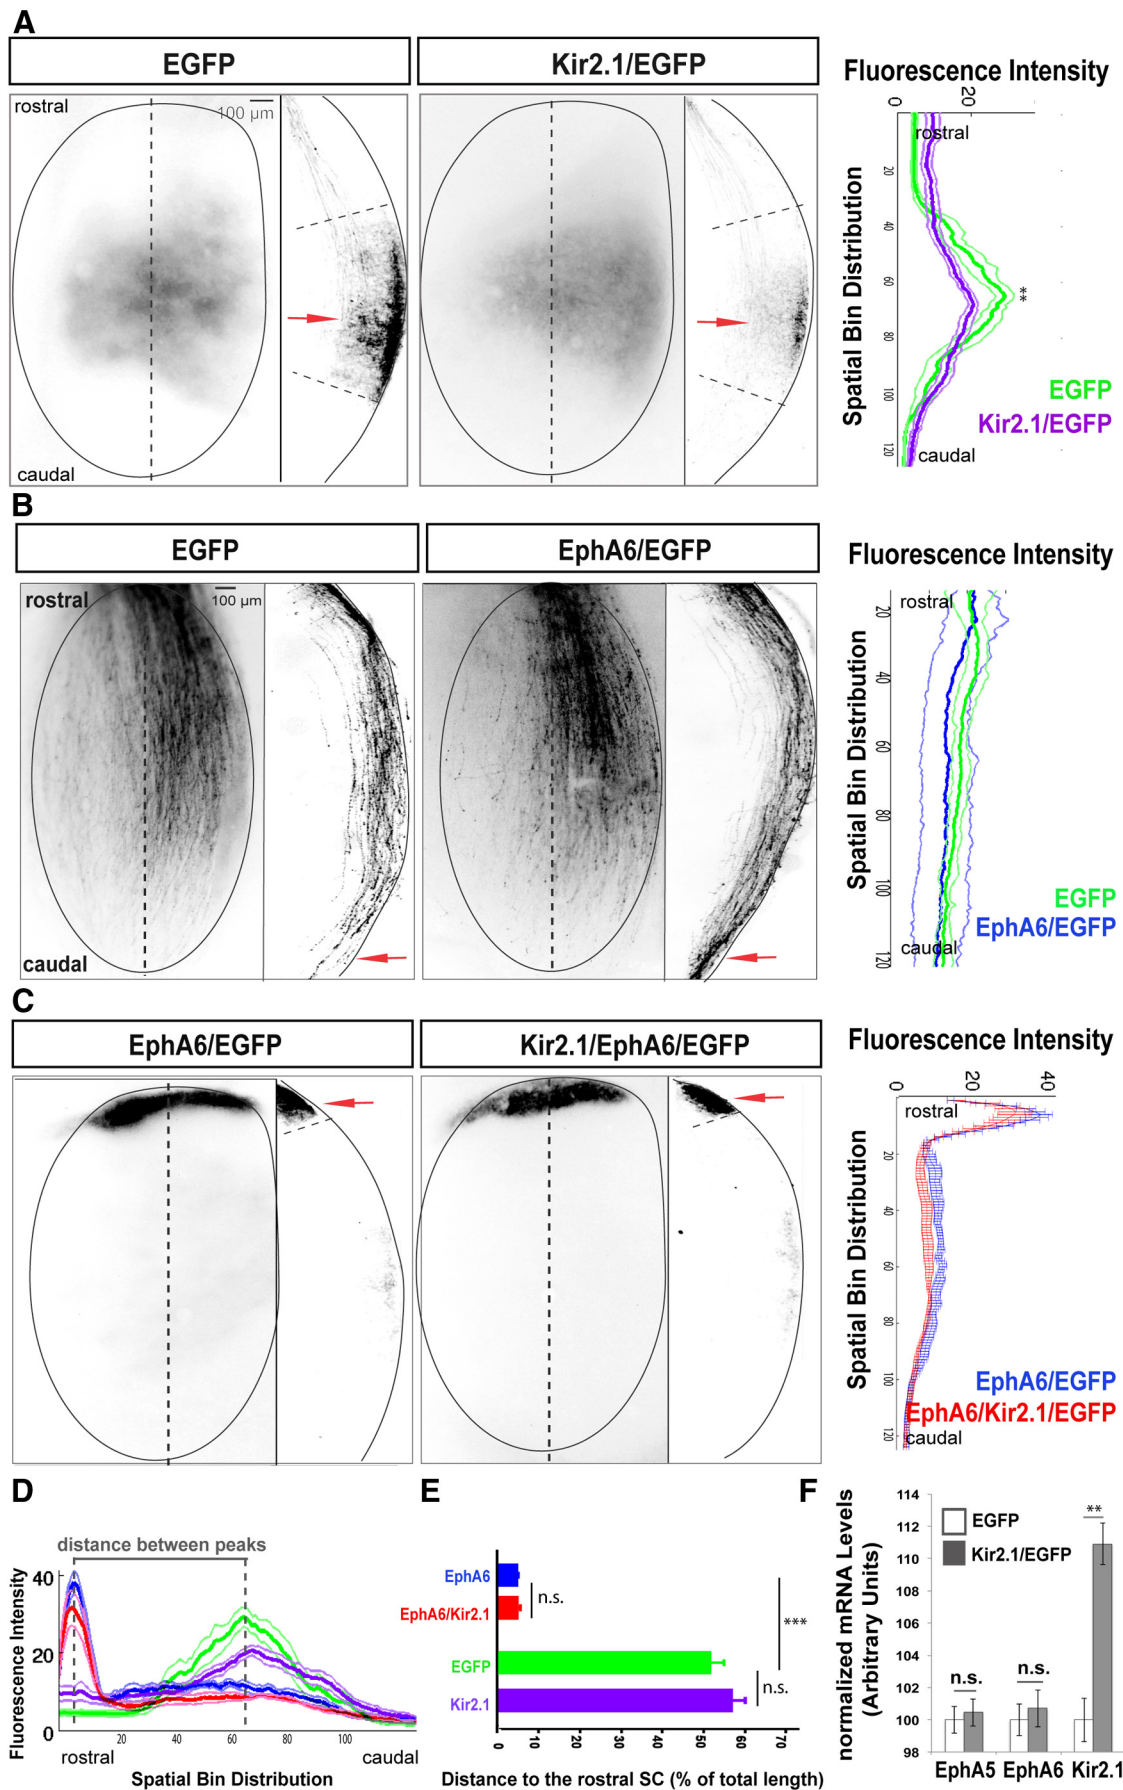 A
EGFP
Kir2.1/EGFP
Fluorescence Intensity
0
20
rostral
100 µm
rostral
Spatial Bin Distribution
20
40
60
80
100
120
**
EGFP
Kir2.1/EGFP
caudal
caudal
B
EGFP
EphA6/EGFP
Fluorescence Intensity
rostral
100 µm
rostral
Spatial Bin Distribution
20
40
60
80
100
120
EGFP
EphA6/EGFP
caudal
caudal
C
EphA6/EGFP
Kir2.1/EphA6/EGFP
Fluorescence Intensity
0
20
40
rostral
Spatial Bin Distribution
20
40
60
80
100
120
EphA6/EGFP
EphA6/Kir2.1/EGFP
caudal
D
distance between peaks
Fluorescence Intensity
40
20
0
20
40
60
80
100
rostral
caudal
Spatial Bin Distribution
E
EphA6
EphA6/Kir2.1
EGFP
Kir2.1
n.s.
***
n.s.
0
10
20
30
40
50
60
70
Distance to the rostral SC (% of total length)
F
normalized mRNA Levels
(Arbitrary Units)
114
112
110
108
106
104
102
100
98
EGFP
Kir2.1/EGFP
n.s.
n.s.
**
EphA5
EphA6
Kir2.1